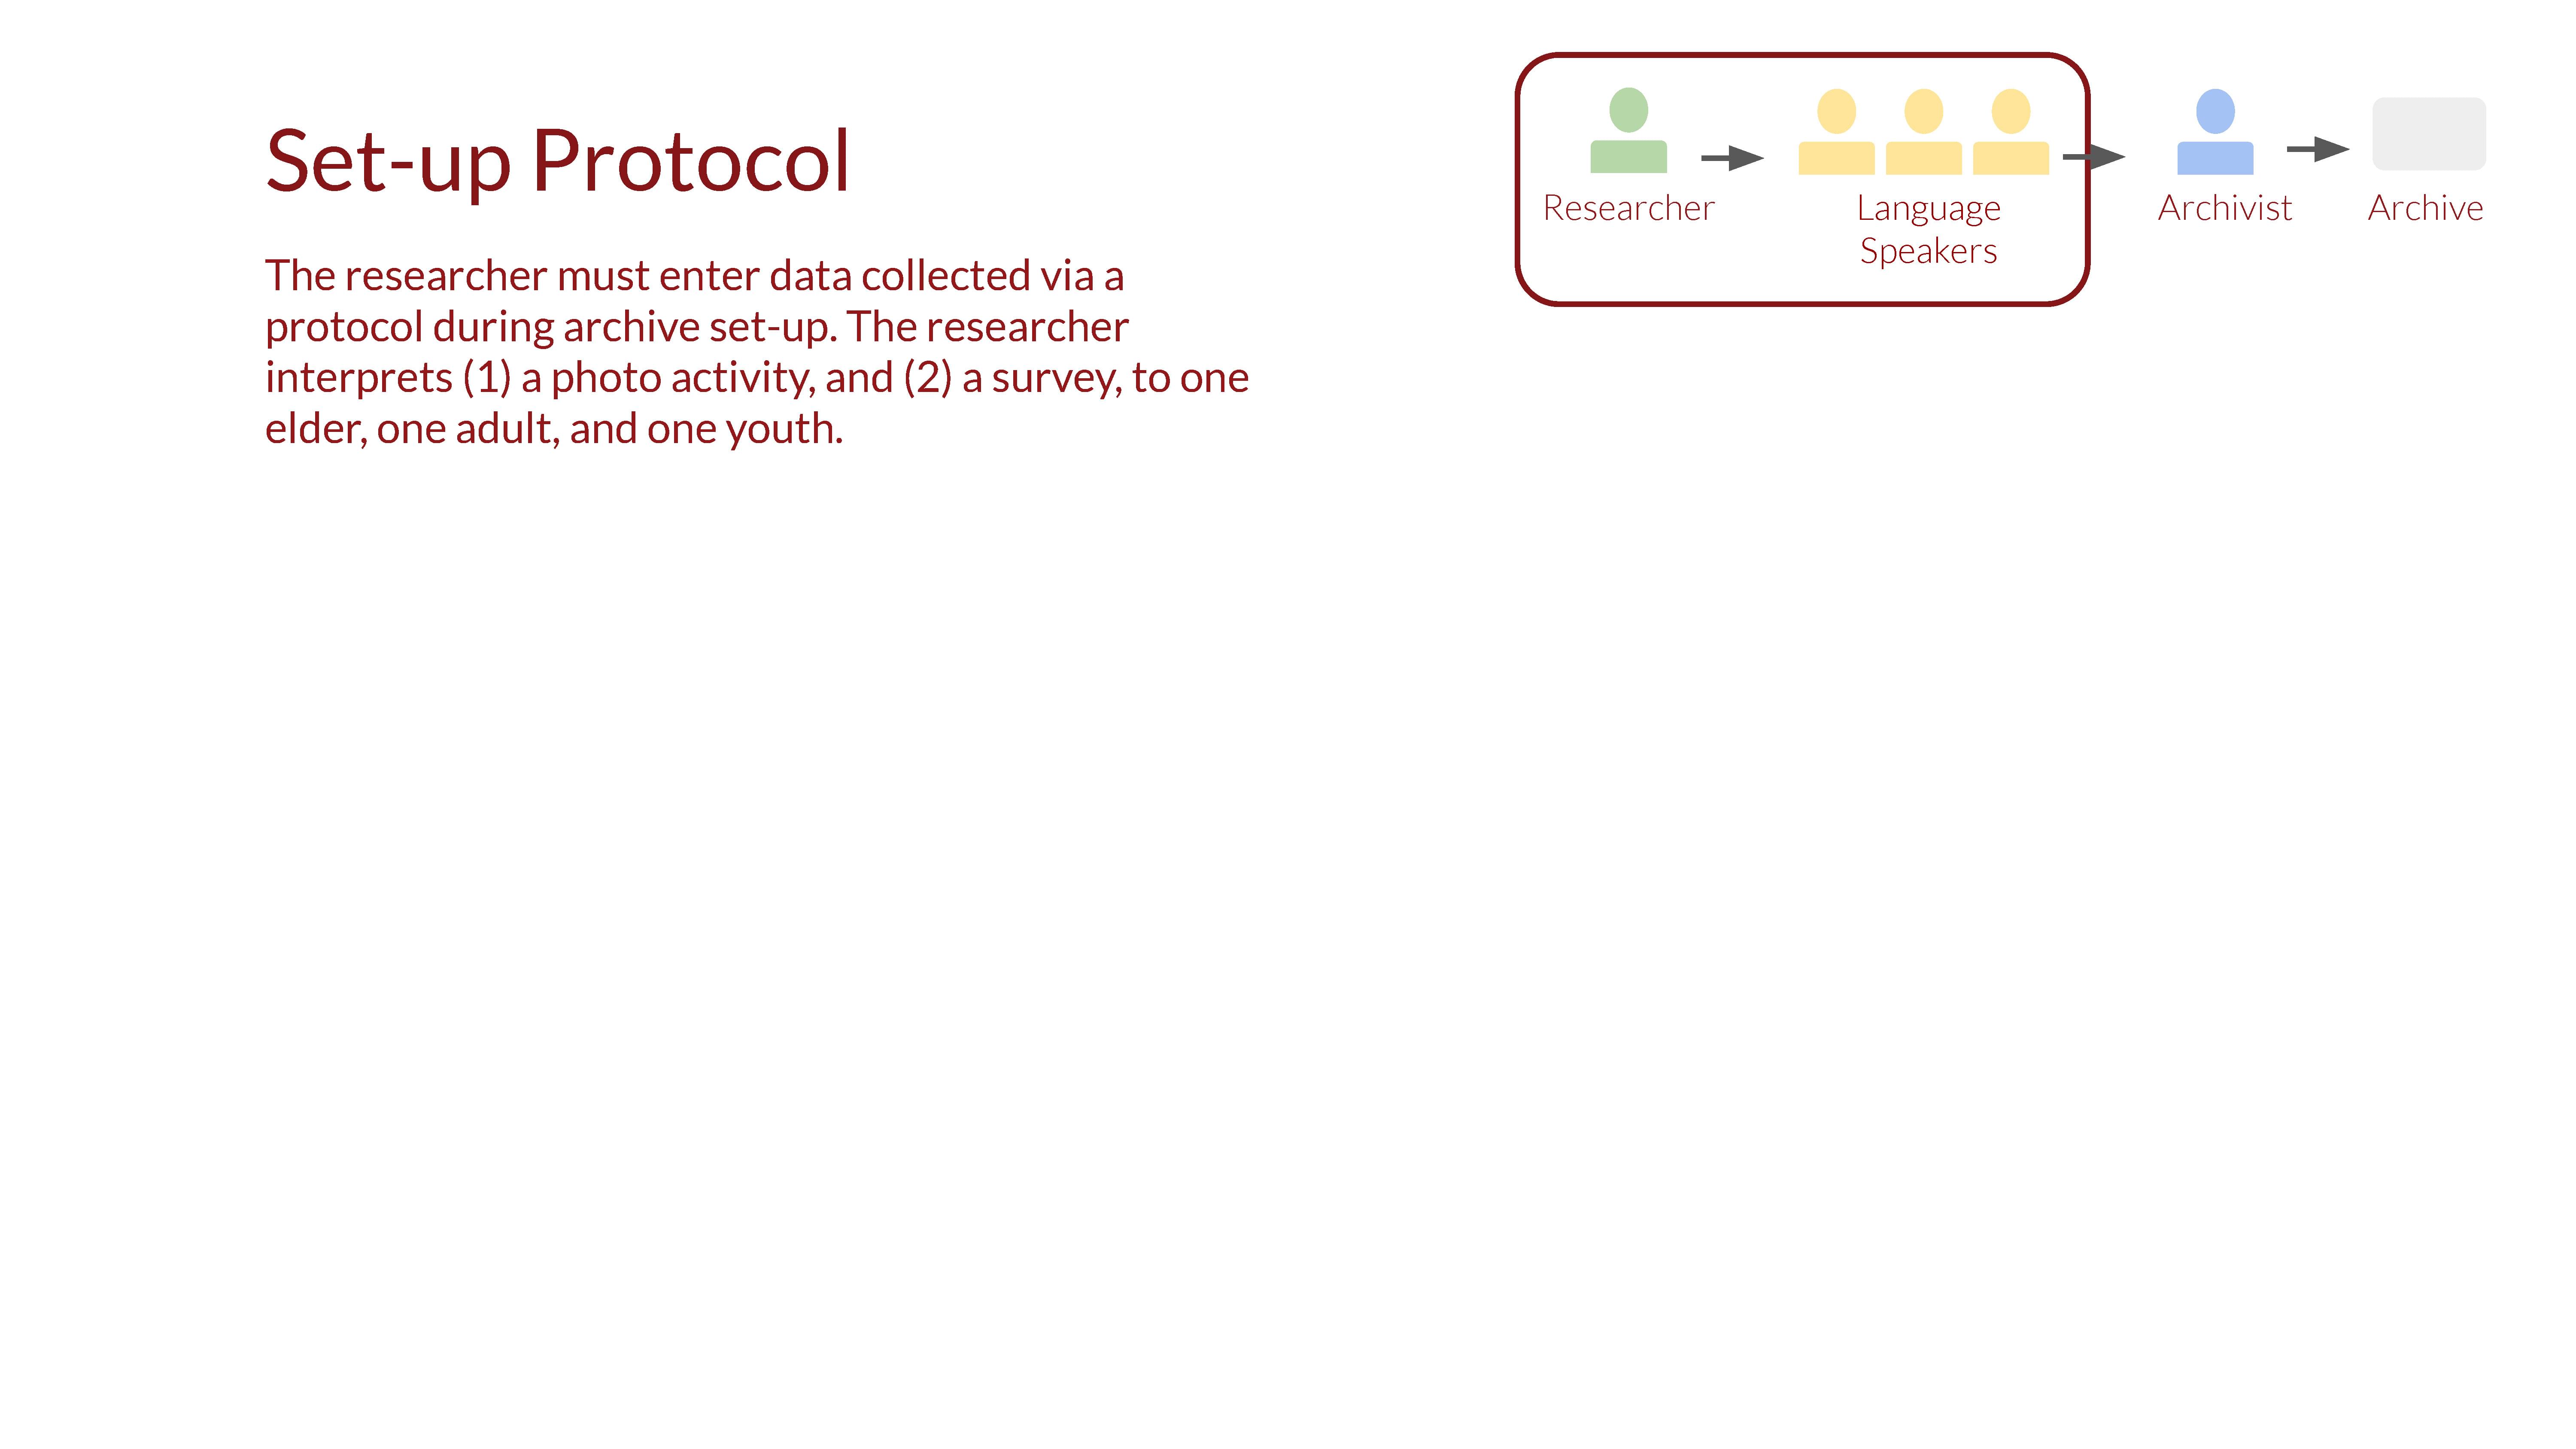 Set-up Protocol
The researcher must enter data collected via a
protocol during archive set-up. The researcher
interprets (1) a photo activity, and (2) a survey, to one
elder, one adult, and one youth.
Researcher
Language
Speakers
Archivist
Archive